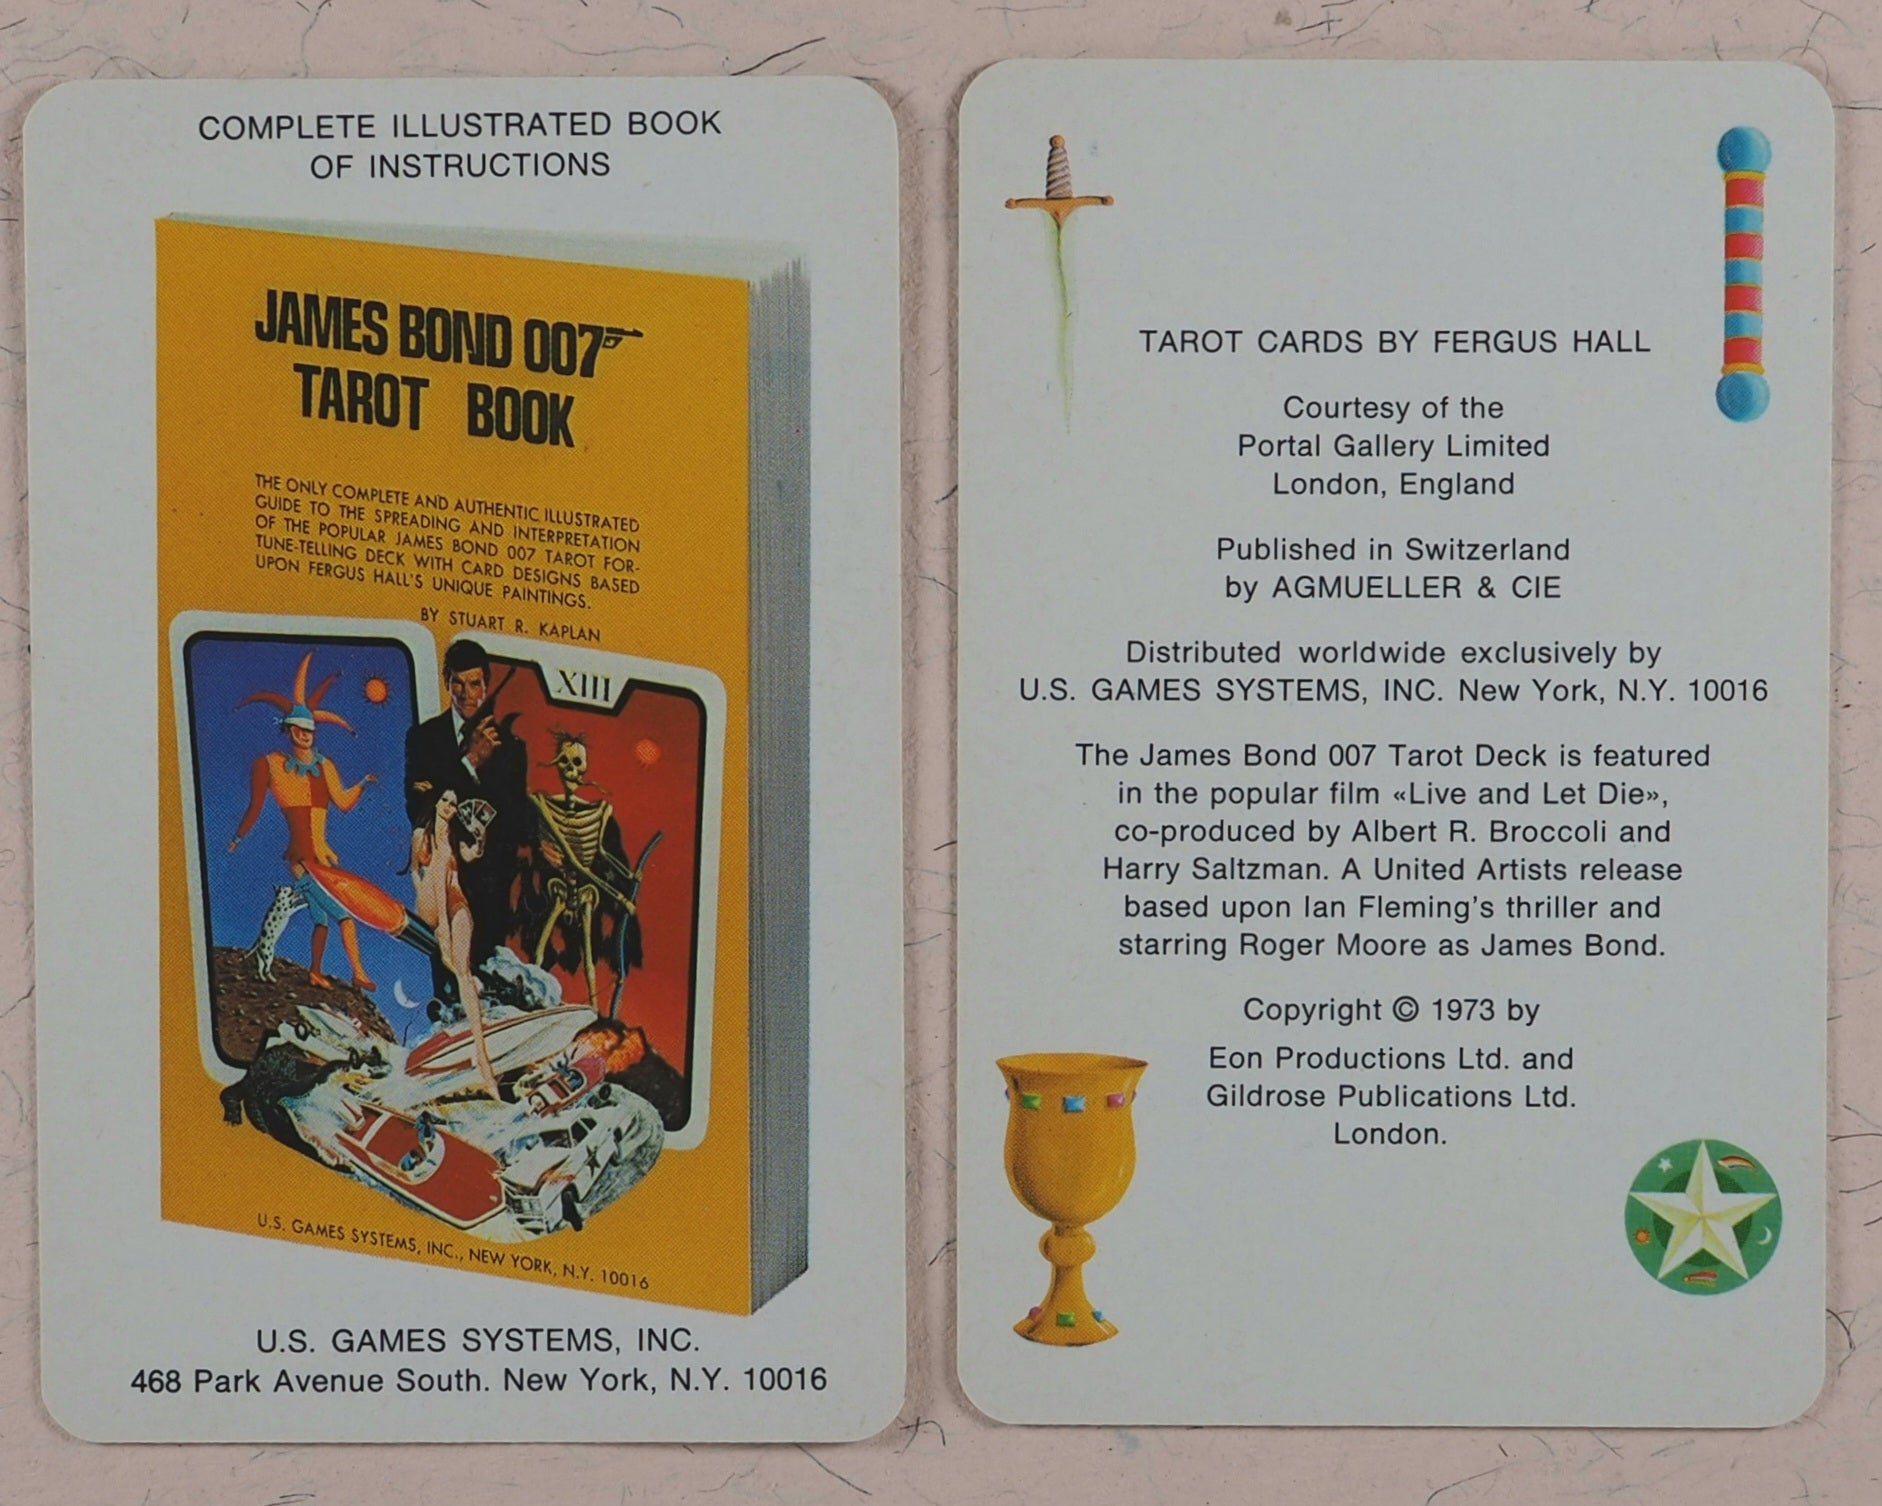 COMPLETE ILLUSTRATED BOOK
OF INSTRUCTIONS
JAMES BOND 007
TAROT BOOK
THE ONLY COMPLETE AND AUTHENTIC ILLUSTRATED
GUIDE TO THE SPREADING AND INTERPRETATION
OF THE POPULAR JAMES BOND 007 TAROT FOR-
TUNE-TELLING DECK WITH CARD DESIGNS BASED
UPON FERGUS HALL'S UNIQUE PAINTINGS.
BY STUART R. KAPLAN
XIII
U.S. GAMES SYSTEMS, INC., NEW YORK, N.Y. 10016
U.S. GAMES SYSTEMS, INC.
468 Park Avenue South. New York, N.Y. 10016
TAROT CARDS BY FERGUS HALL
Courtesy of the
Portal Gallery Limited
London, England
Published in Switzerland
by AGMUELLER & CIE
Distributed worldwide exclusively by
U.S. GAMES SYSTEMS, INC. New York, N.Y. 10016
The James Bond 007 Tarot Deck is featured
in the popular film «Live and Let Die»,
co-produced by Albert R. Broccoli and
Harry Saltzman. A United Artists release
based upon Ian Fleming's thriller and
starring Roger Moore as James Bond.
Copyright © 1973 by
Eon Productions Ltd. and
Gildrose Publications Ltd.
London.